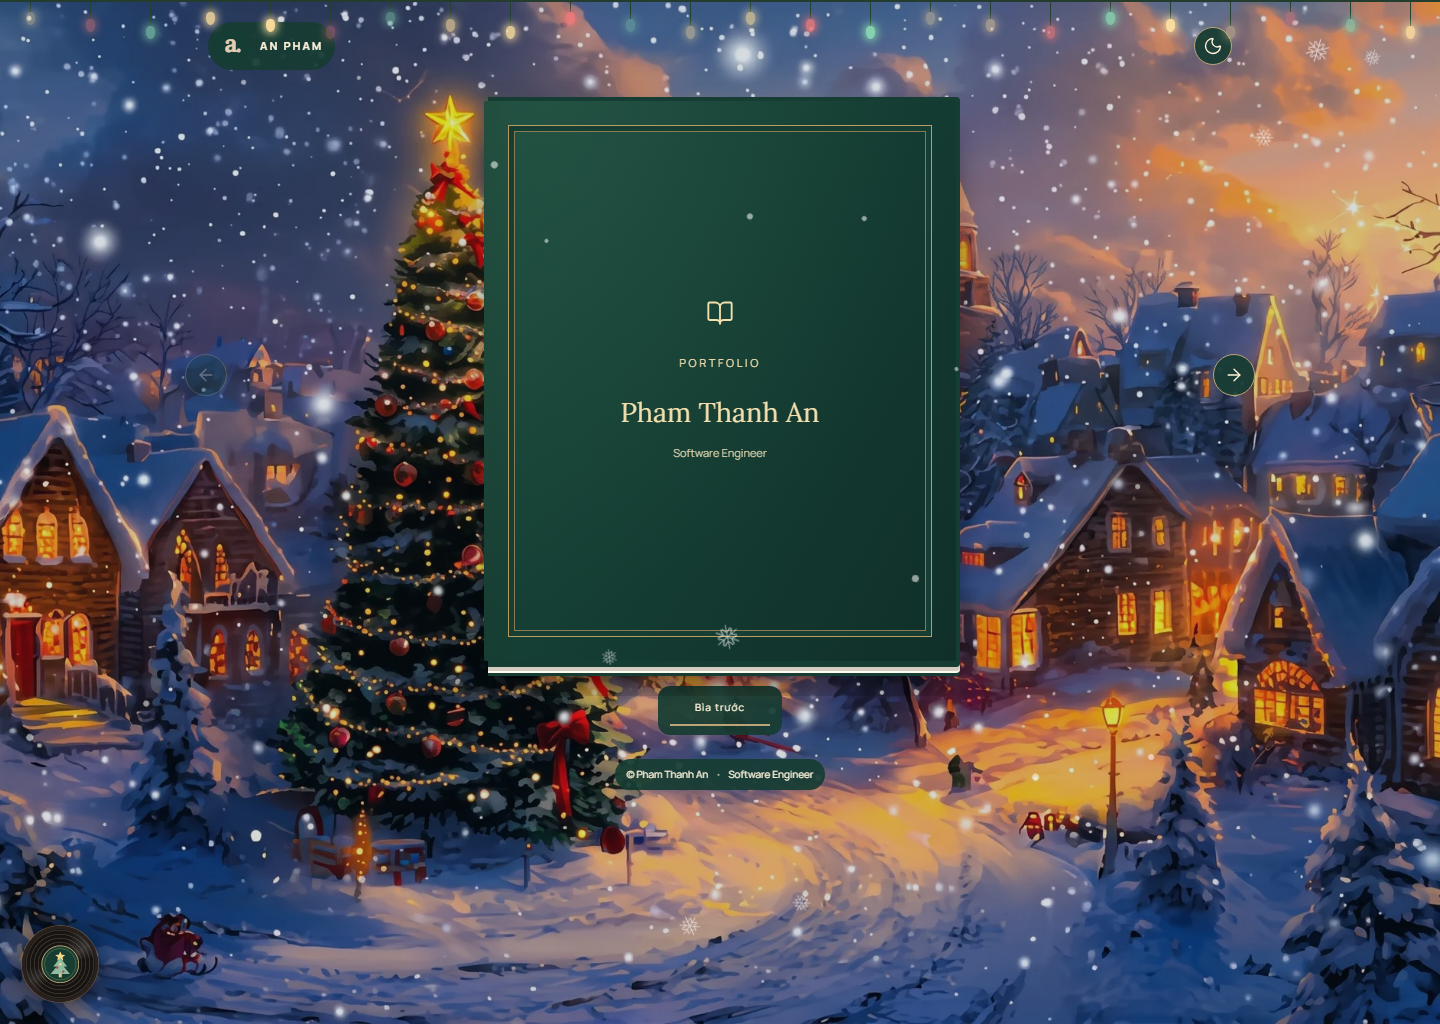 a. AN PHAM
PORTFOLIO
Pham Thanh An
Software Engineer
Bìa trước
© Pham Thanh An · Software Engineer